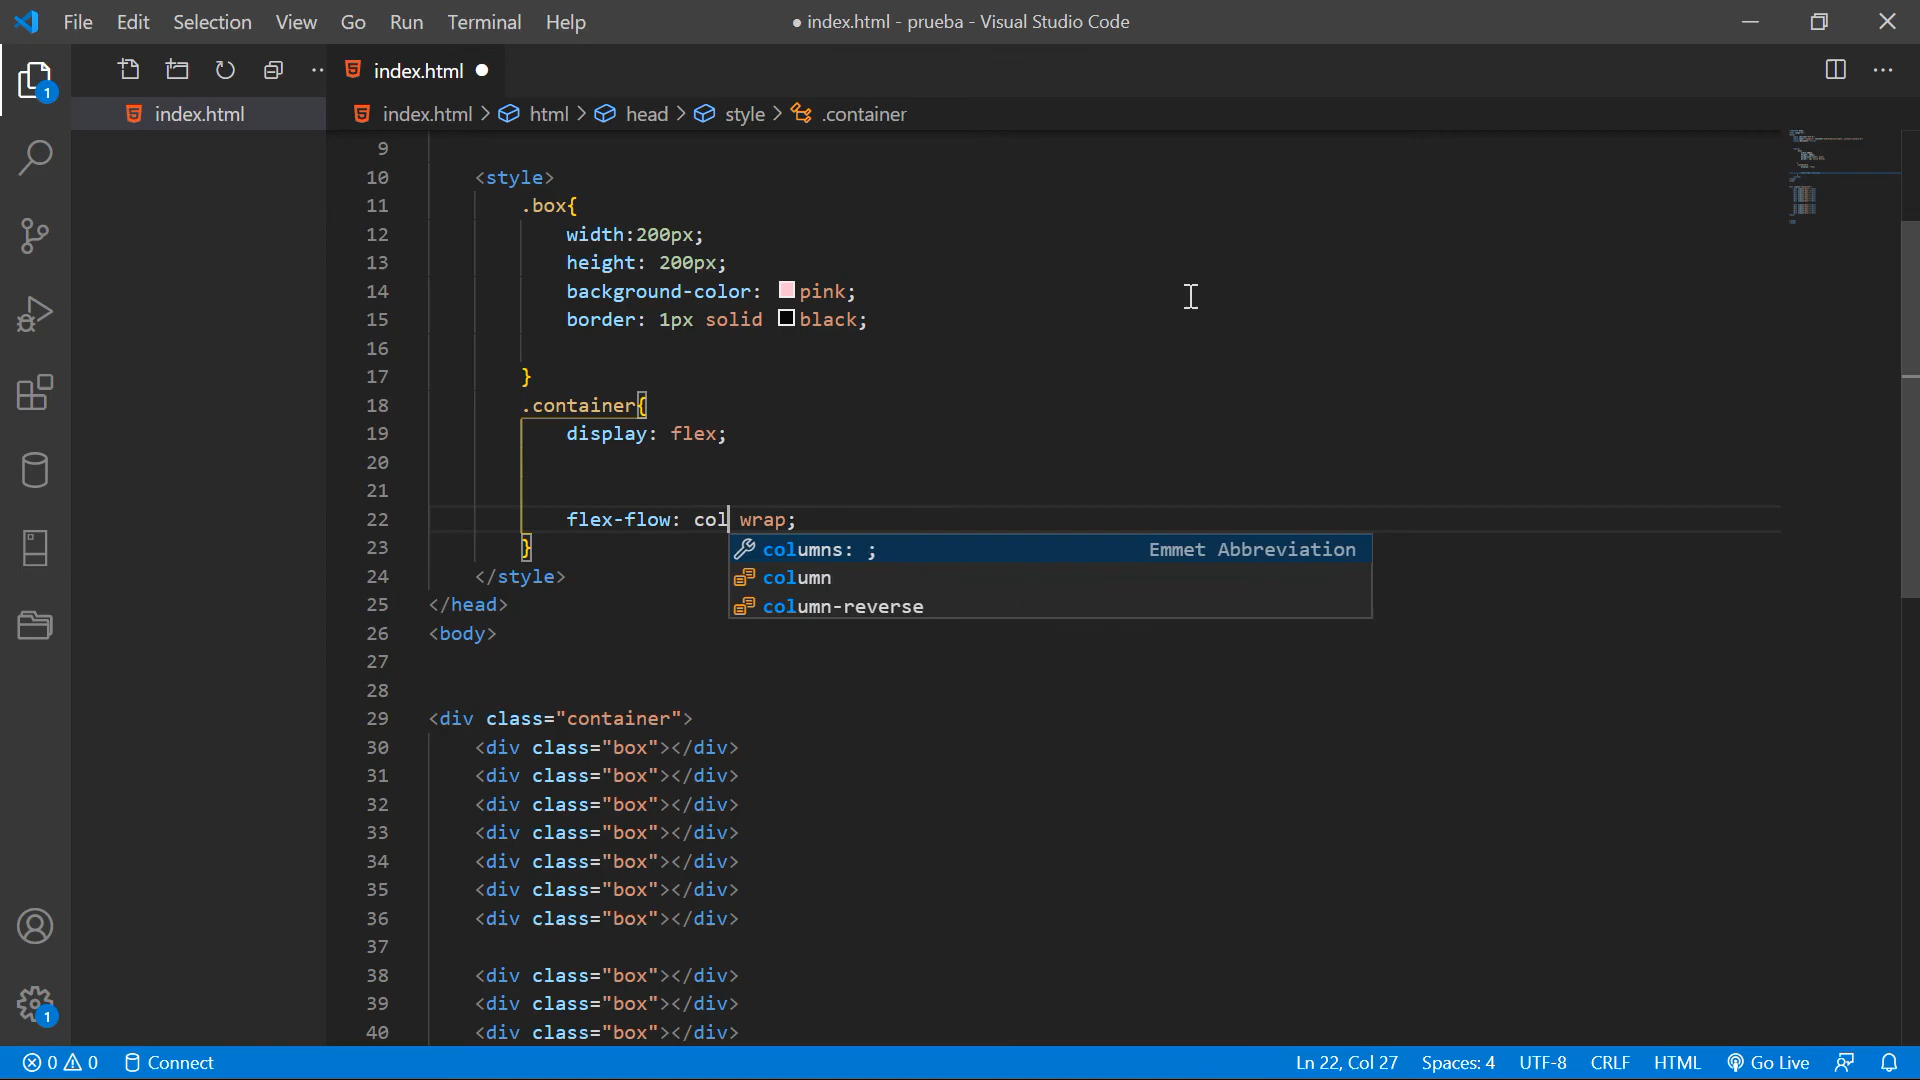 File Edit Selection View Go Run Terminal Help
● index.html - prueba - Visual Studio Code
1
index.html
index.html ●
index.html > html > head > style > .container
9
10 <style>
11 .box{
12 width:200px;
13 height: 200px;
14 background-color: pink;
15 border: 1px solid black;
16
17 }
18 .container{
19 display: flex;
20
21
22 flex-flow: col wrap;
columns: ; Emmet Abbreviation
column
column-reverse
23 }
24 </style>
25 </head>
26 <body>
27
28
29 <div class="container">
30 <div class="box"></div>
31 <div class="box"></div>
32 <div class="box"></div>
33 <div class="box"></div>
34 <div class="box"></div>
35 <div class="box"></div>
36 <div class="box"></div>
37
38 <div class="box"></div>
39 <div class="box"></div>
40 <div class="box"></div>
1
0 0 Connect Ln 22, Col 27 Spaces: 4 UTF-8 CRLF HTML Go Live